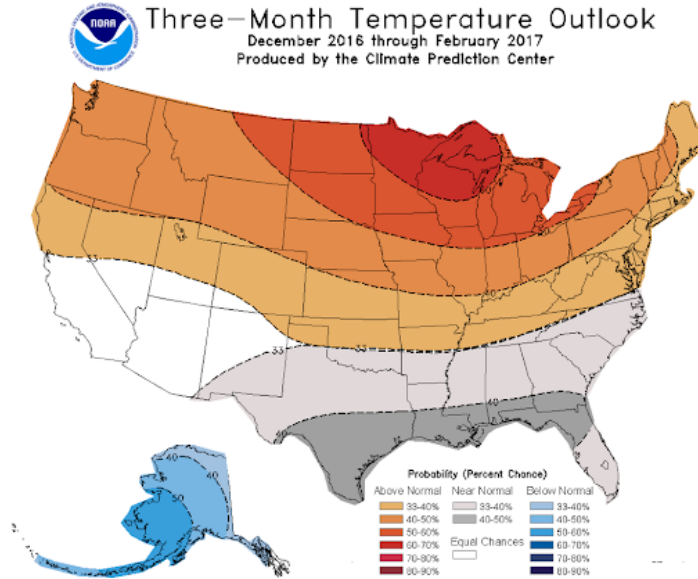 Three-Month Temperature Outlook
December 2016 through February 2017
Produced by the Climate Prediction Center
NOAA
33
33
33
40
40
40
40
50
Probability (Percent Chance)
Above Normal Near Normal Below Normal
33-40% 33-40% 33-40%
40-50% 40-50% 40-50%
50-60% 50-60%
60-70% Equal Chances 60-70%
70-80% 70-80%
80-90% 80-90%